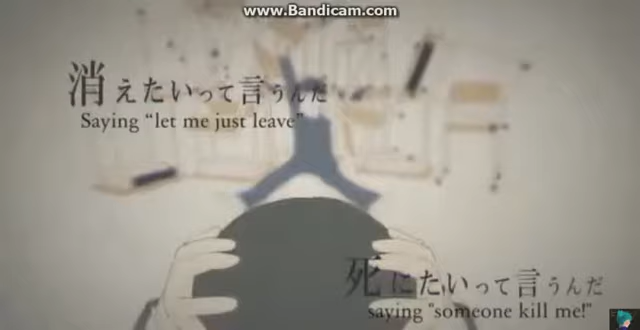 www.Bandicam.com
消えたいって言うんだ
Saying “let me just leave”
死にたいって言うんだ
saying "someone kill me!"